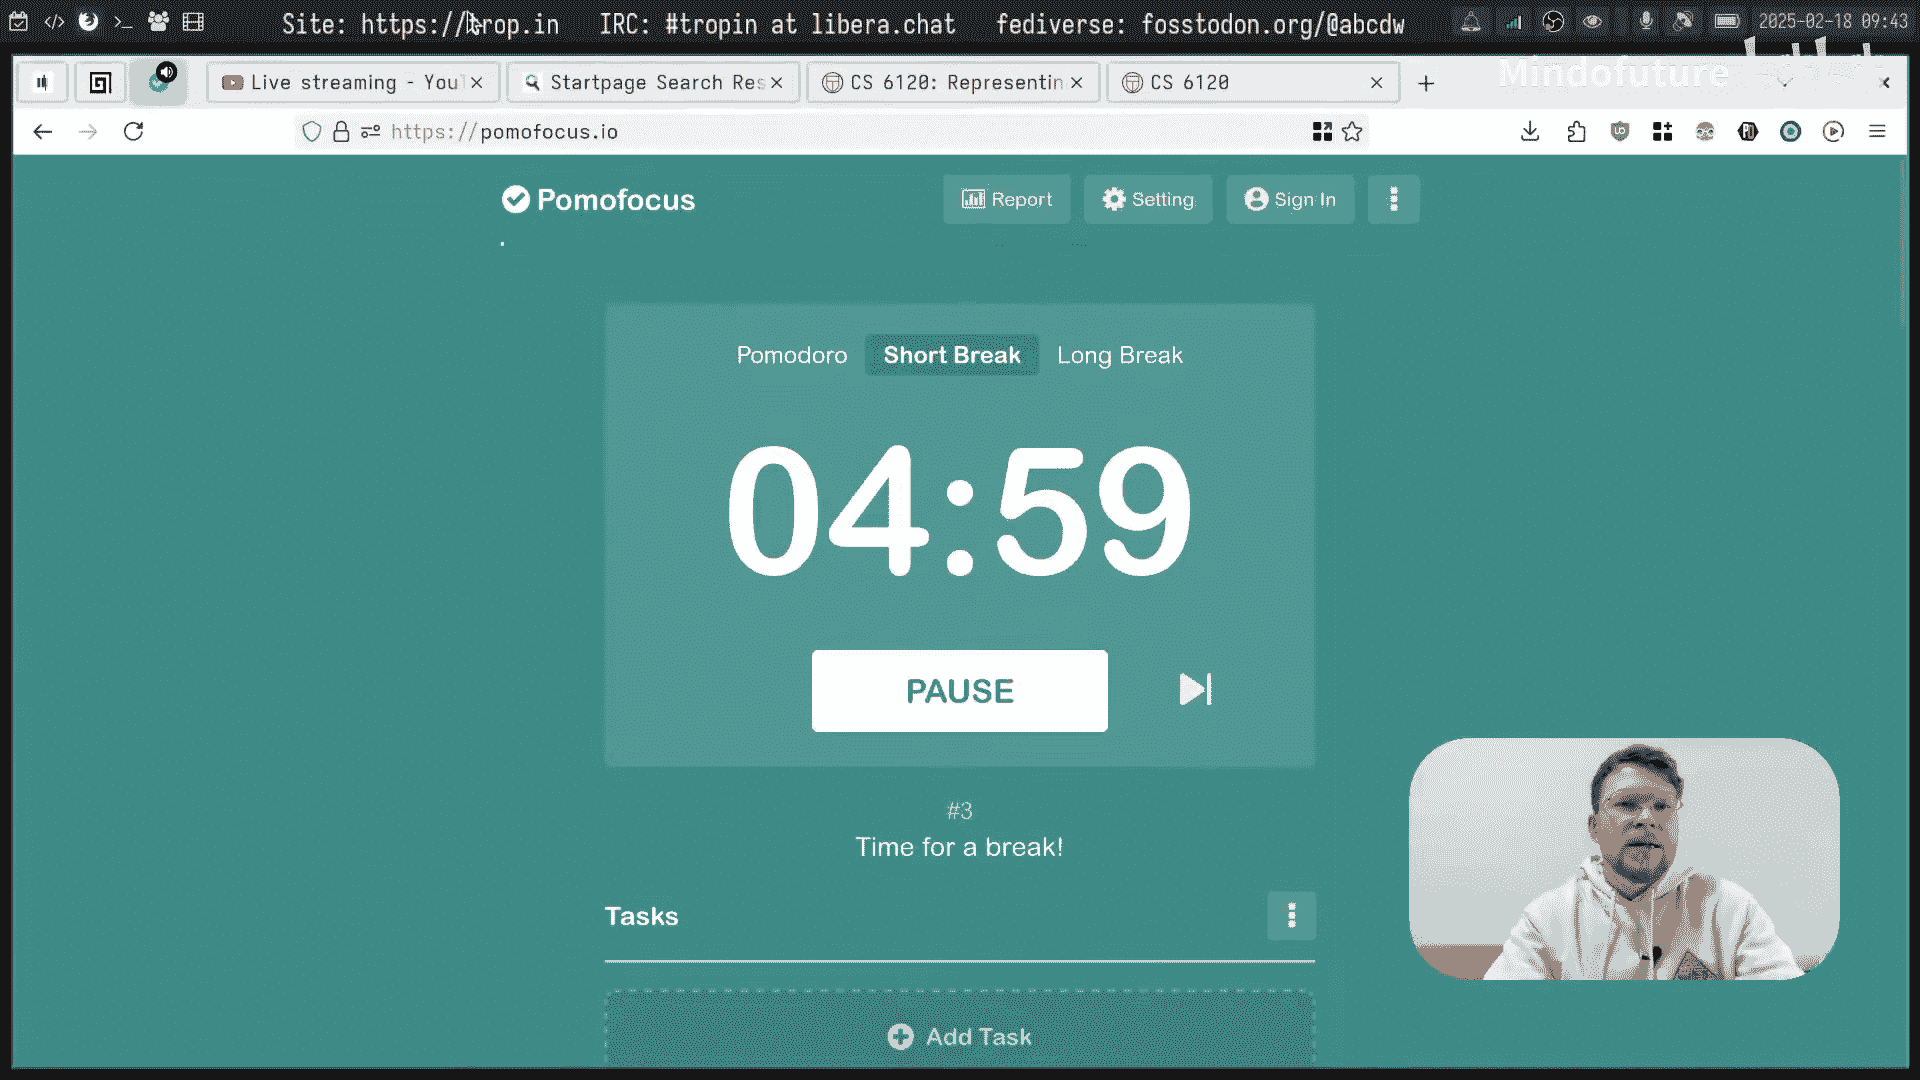 Site: https://trop.in IRC: #tropin at libera.chat fediverse: fosstodon.org/@abcdw 2025-02-18 09:43
Live streaming - You CS 6120: Representin CS 6120
Startpage Search Res
Mindofuture
https://pomofocus.io
Pomofocus
Report
Setting
Sign In
Pomodoro
Short Break
Long Break
04:59
PAUSE
#3
Time for a break!
Tasks
Add Task